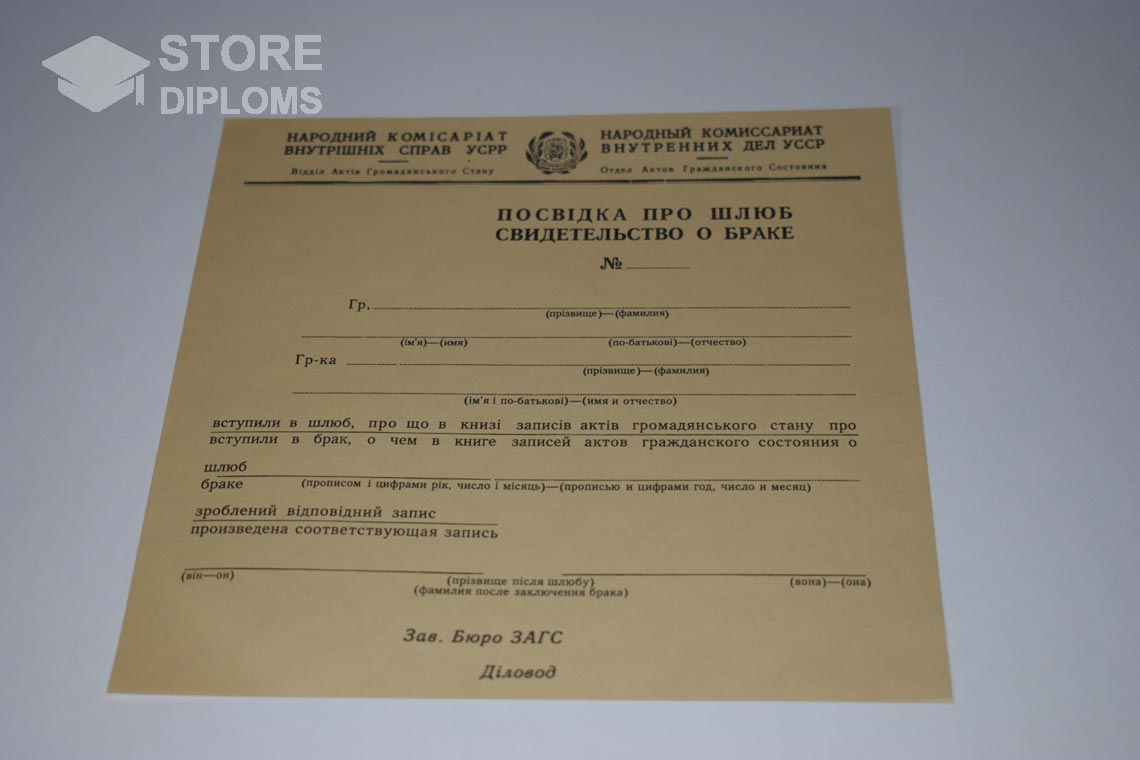 STORE
DIPLOMS
НАРОДНИЙ КОМІСАРІАТ
ВНУТРІШНІХ СПРАВ УСРР
Відділ Актів Громадянського Стану
НАРОДНЫЙ КОМИССАРИАТ
ВНУТРЕННИХ ДЕЛ УССР
Отдел Актов Гражданского Состояния
ПОСВІДКА ПРО ШЛЮБ
СВИДЕТЕЛЬСТВО О БРАКЕ
№
Гр,
(прізвище)—(фамилия)
(ім'я)—(имя) (по-батькові)—(отчество)
Гр-ка
(прізвище)—(фамилия)
(ім'я і по-батькові)—(имя и отчество)
вступили в шлюб, про що в книзі записів актів громадянського стану про
вступили в брак, о чем в книге записей актов гражданского состояния о
шлюб
браке (прописом і цифрами рік, число і місяць)—(прописью и цифрами год, число и месяц)
зроблений відповідний запис
произведена соответствующая запись
(він—он) (прізвище після шлюбу) (вона)—(она)
(фамилия после заключения брака)
Зав. Бюро ЗАГС
Діловод